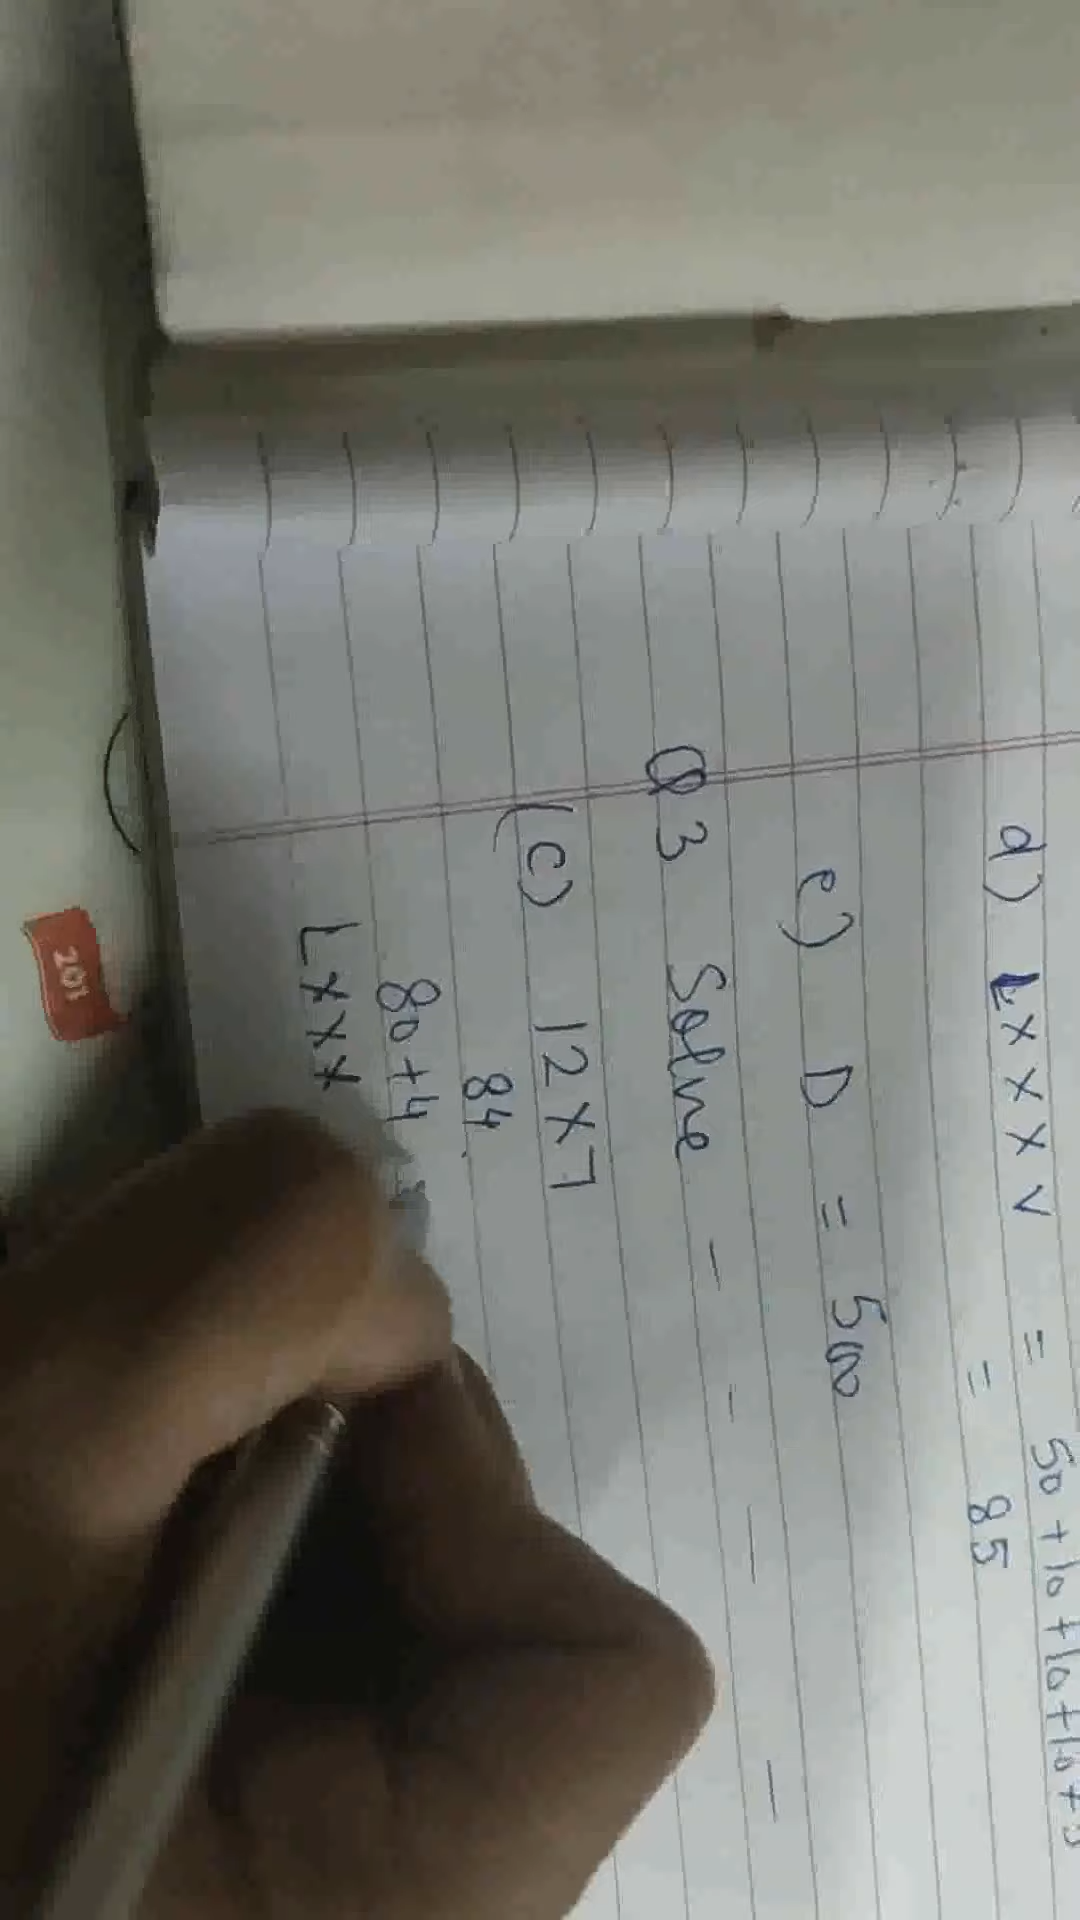 d) LXXXV = 50+10+10+10+5
= 85
e) D = 500
Q3 Solve - - - -
(c) 12×7
84
80+4
LXXX
201